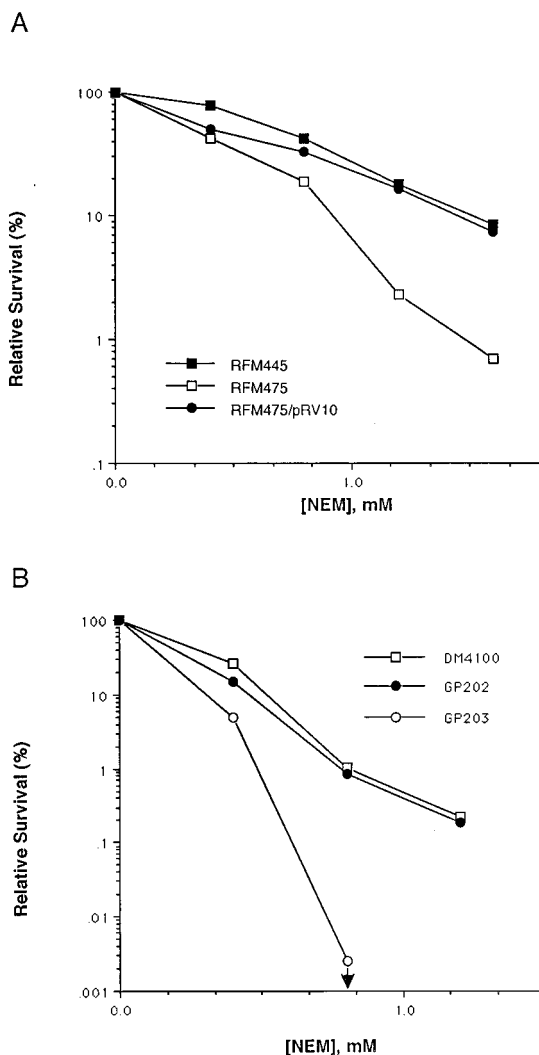 A
Relative Survival (%)
100
10
1
.1
RFM445
RFM475
RFM475/pRV10
0.0
1.0
[NEM], mM
B
Relative Survival (%)
100
10
1
.1
.01
.001
DM4100
GP202
GP203
0.0
1.0
[NEM], mM